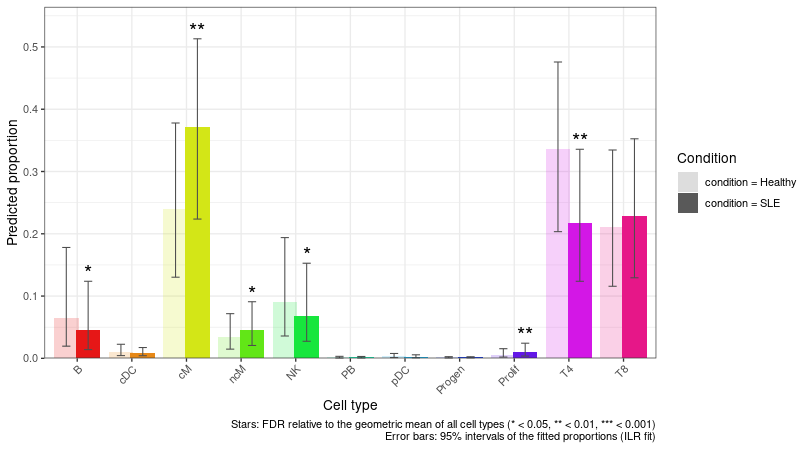 **
0.5
0.4
**
Predicted proportion
0.3
Condition
condition = Healthy
condition = SLE
0.2
*
*
*
0.1
**
0.0
B
cDC
cM
ncM
NK
PB
pDC
Progen
Prolif
T4
T8
Cell type
Stars: FDR relative to the geometric mean of all cell types (* < 0.05, ** < 0.01, *** < 0.001)
Error bars: 95% intervals of the fitted proportions (ILR fit)